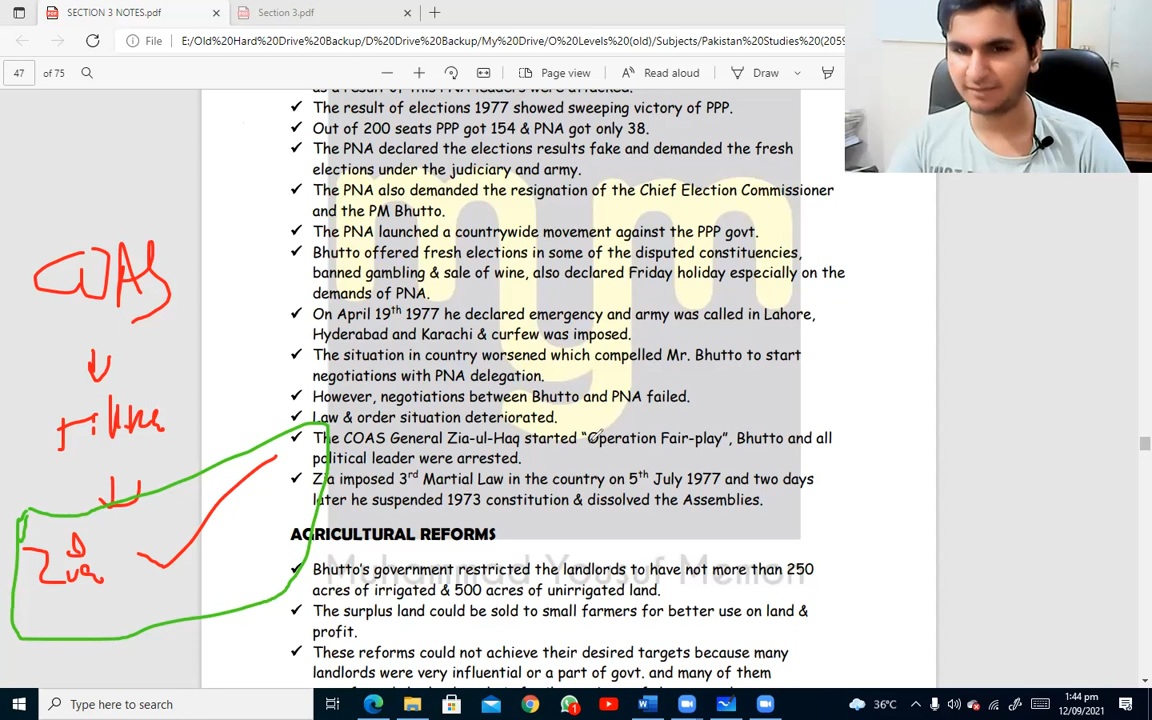 SECTION 3 NOTES.pdf
Section 3.pdf
File
E:/Old%20Hard%20Drive%20Backup/D%20Drive%20Backup/My%20Drive/O%20Levels%20(old)/Subjects/Pakistan%20Studies%20(2059
47 of 75
Page view
Read aloud
Draw
as a result of this PNA leaders were attacked.
✓ The result of elections 1977 showed sweeping victory of PPP.
✓ Out of 200 seats PPP got 154 & PNA got only 38.
✓ The PNA declared the elections results fake and demanded the fresh
elections under the judiciary and army.
✓ The PNA also demanded the resignation of the Chief Election Commissioner
and the PM Bhutto.
✓ The PNA launched a countrywide movement against the PPP govt.
✓ Bhutto offered fresh elections in some of the disputed constituencies,
banned gambling & sale of wine, also declared Friday holiday especially on the
demands of PNA.
✓ On April 19th 1977 he declared emergency and army was called in Lahore,
Hyderabad and Karachi & curfew was imposed.
✓ The situation in country worsened which compelled Mr. Bhutto to start
negotiations with PNA delegation.
✓ However, negotiations between Bhutto and PNA failed.
✓ Law & order situation deteriorated.
✓ The COAS General Zia-ul-Haq started "Operation Fair-play", Bhutto and all
political leader were arrested.
✓ Zia imposed 3rd Martial Law in the country on 5th July 1977 and two days
later he suspended 1973 constitution & dissolved the Assemblies.
AGRICULTURAL REFORMS
✓ Bhutto's government restricted the landlords to have not more than 250
acres of irrigated & 500 acres of unirrigated land.
✓ The surplus land could be sold to small farmers for better use on land &
profit.
✓ These reforms could not achieve their desired targets because many
landlords were very influential or a part of govt. and many of them
COAS
mym
Muhammad Yousuf Memon
Type here to search
36°C
1:44 pm
12/09/2021